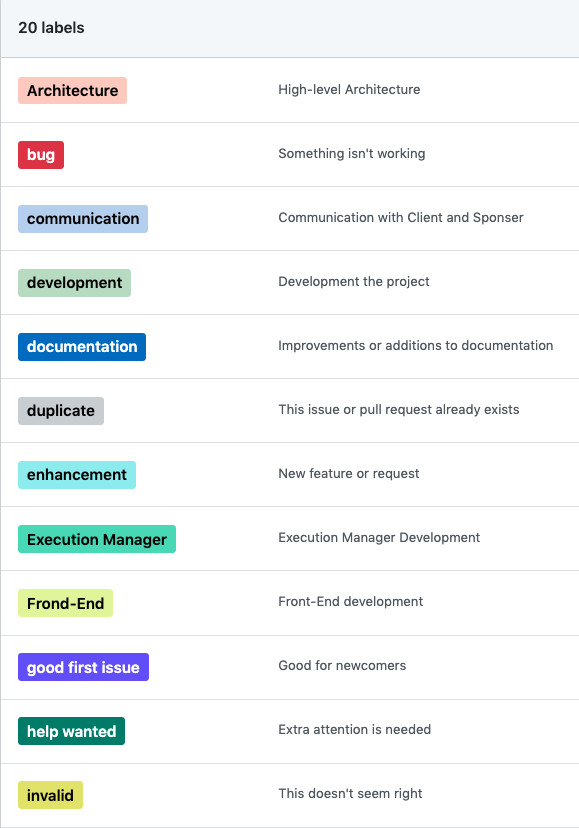 20 labels
Architecture High-level Architecture
bug Something isn't working
communication Communication with Client and Sponser
development Development the project
documentation Improvements or additions to documentation
duplicate This issue or pull request already exists
enhancement New feature or request
Execution Manager Execution Manager Development
Frond-End Front-End development
good first issue Good for newcomers
help wanted Extra attention is needed
invalid This doesn't seem right